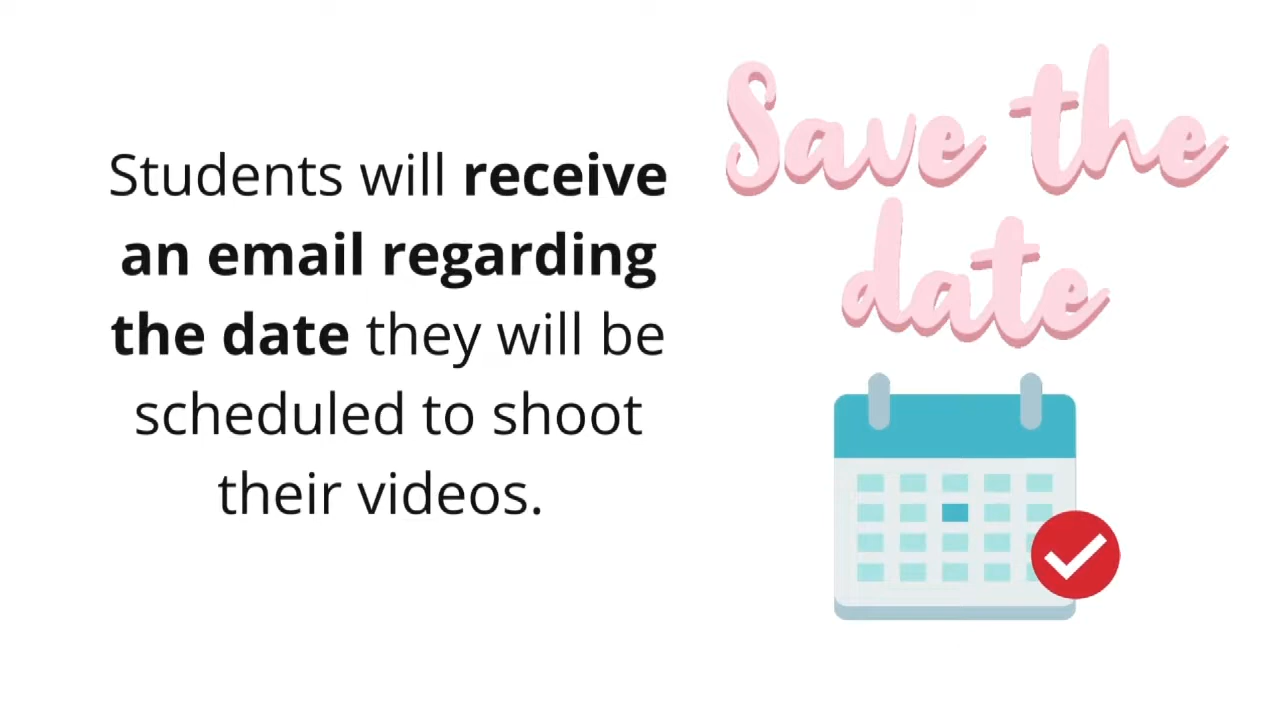 Students will receive
an email regarding
the date they will be
scheduled to shoot
their videos.
Save the
date